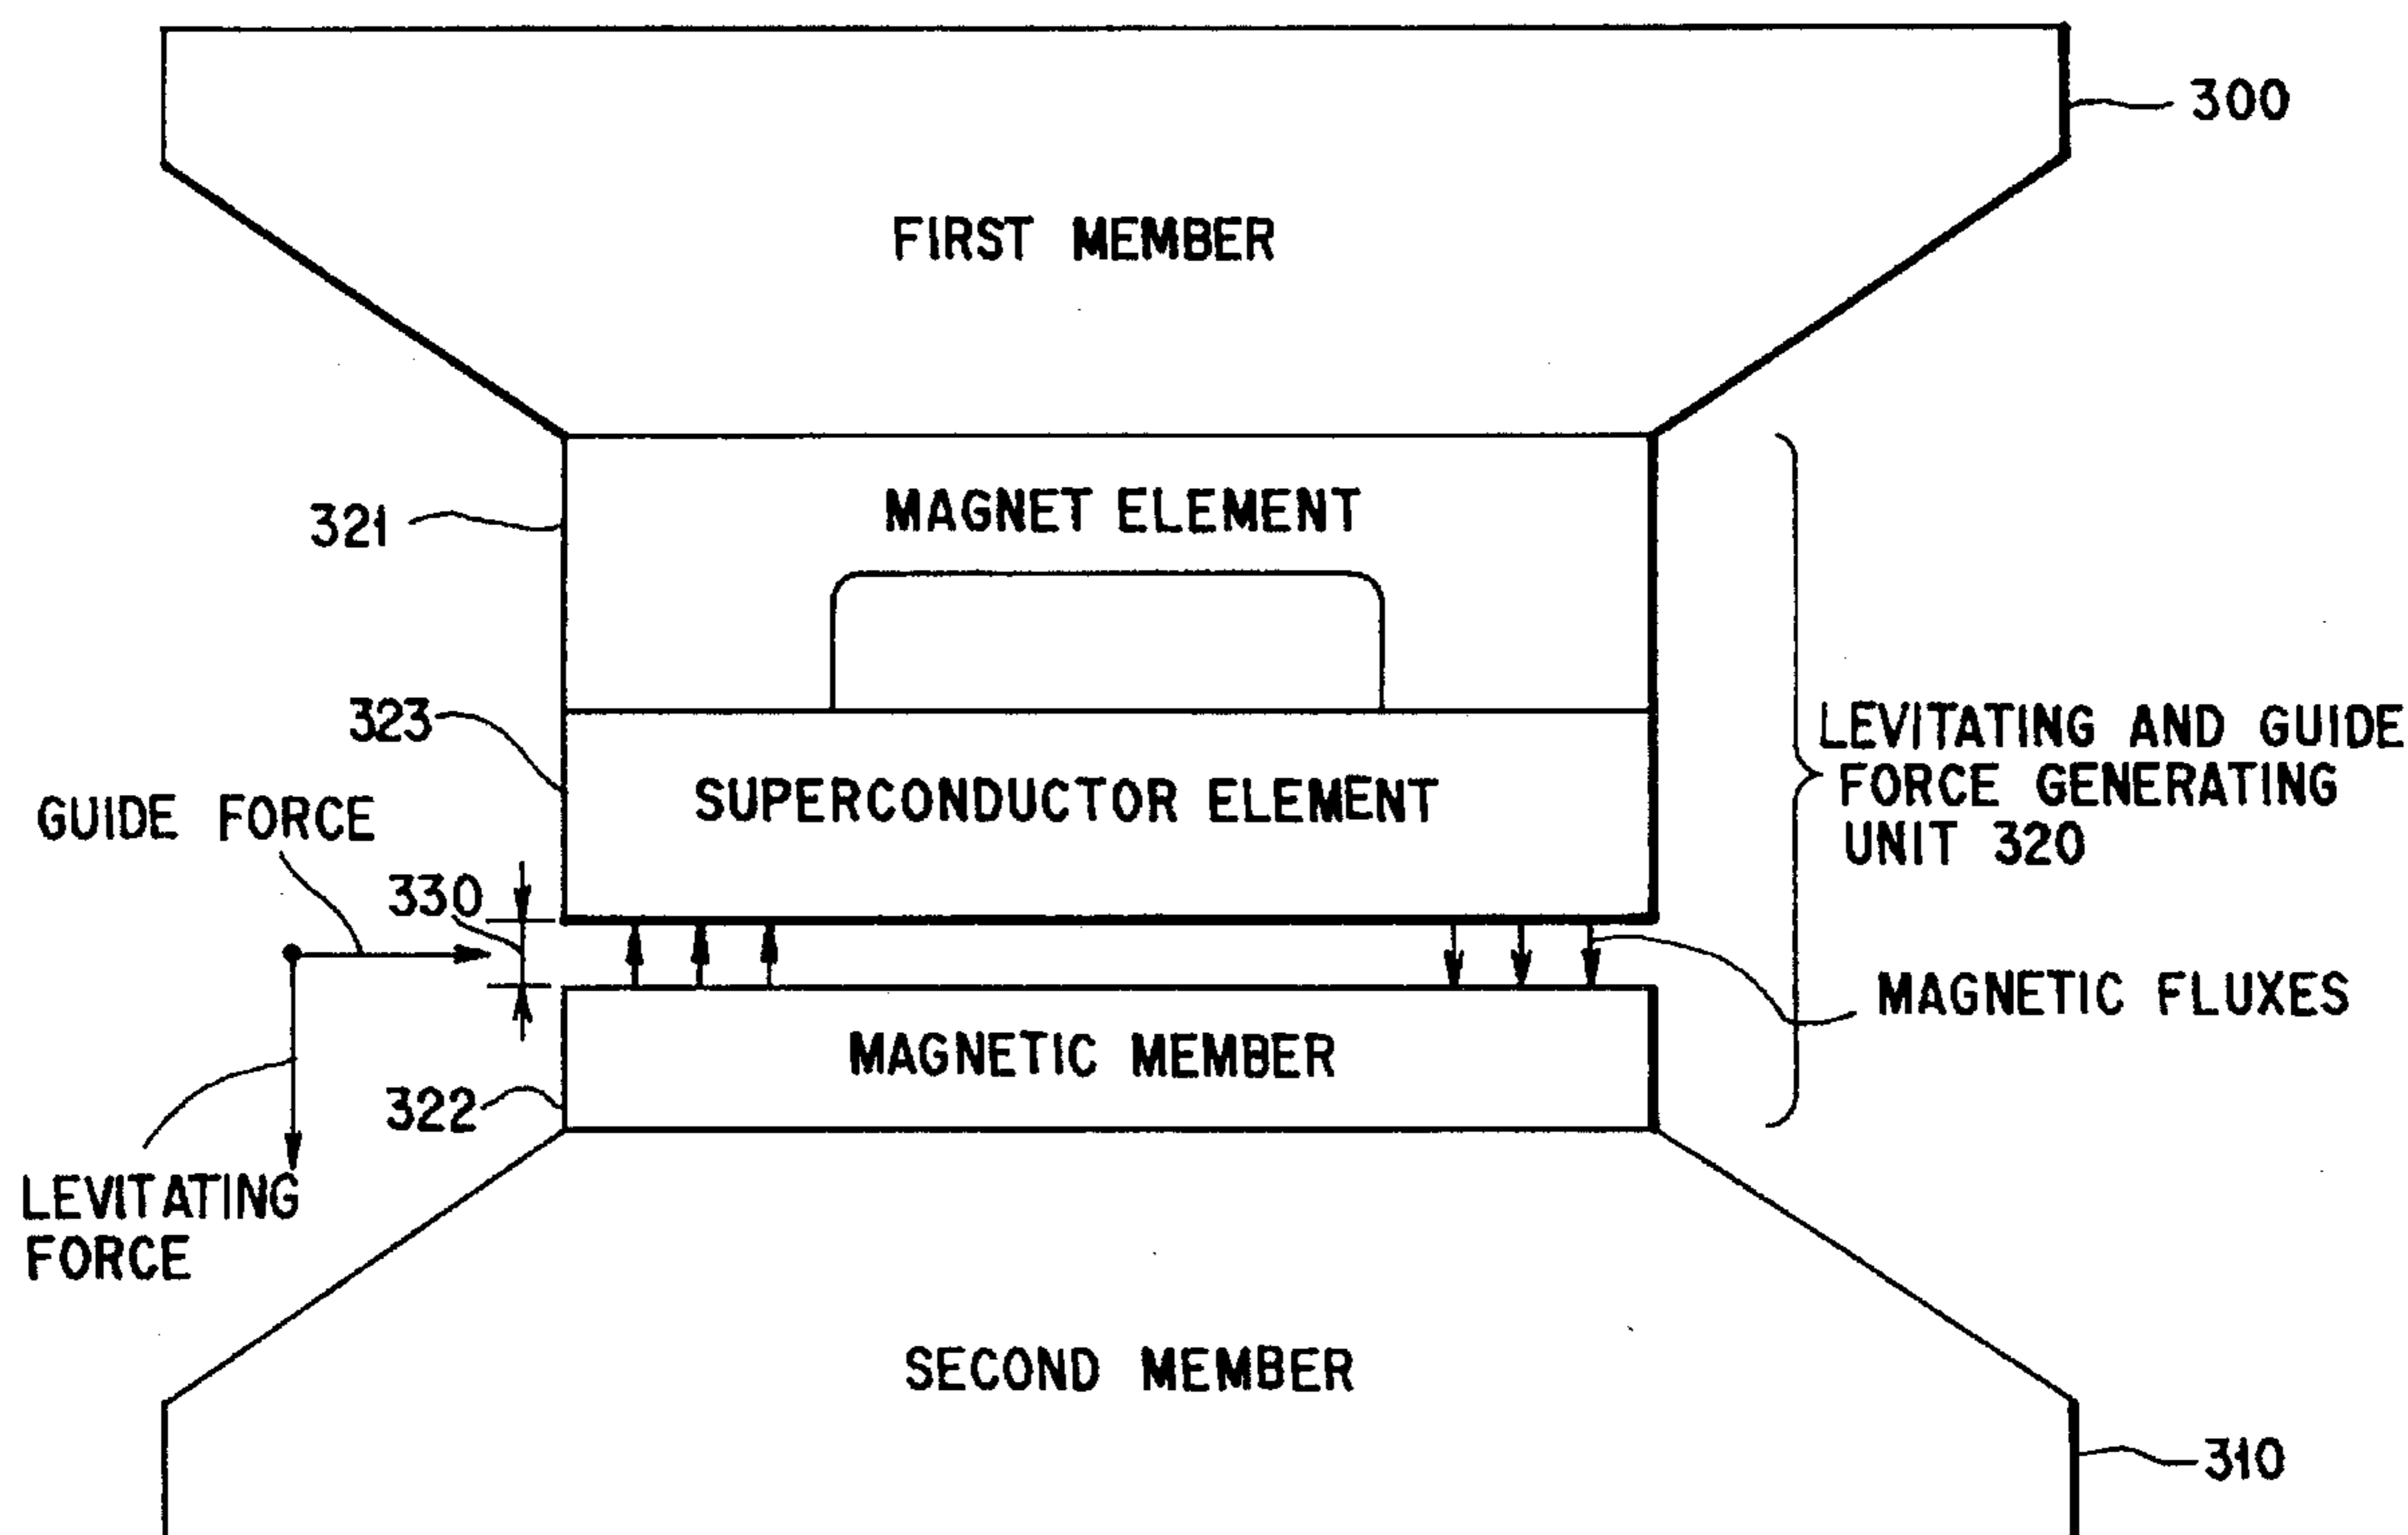 300
FIRST MEMBER
MAGNET ELEMENT
321
323
SUPERCONDUCTOR ELEMENT
LEVITATING AND GUIDE
FORCE GENERATING
UNIT 320
GUIDE FORCE
330
MAGNETIC FLUXES
MAGNETIC MEMBER
322
LEVITATING
FORCE
SECOND MEMBER
310